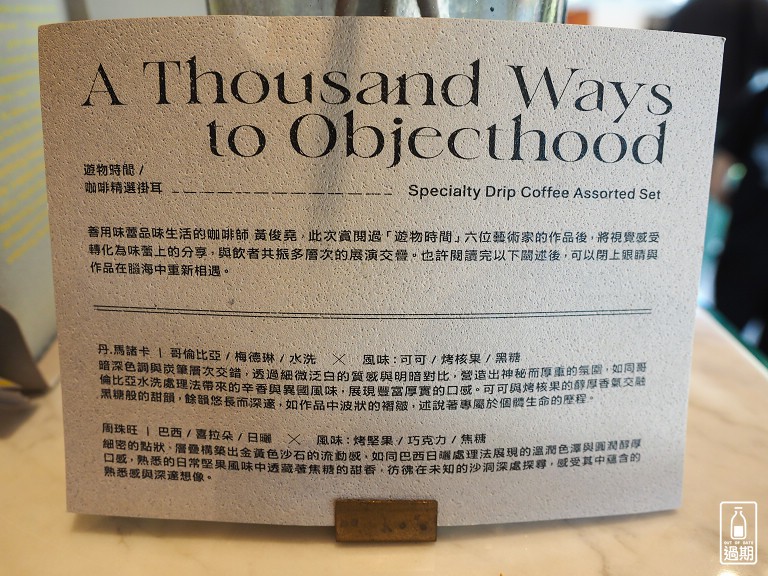 A Thousand Ways
to Objecthood
遊物時間 /
咖啡精選掛耳
Specialty Drip Coffee Assorted Set
善用味蕾品味生活的咖啡師 黃俊堯，此次賞閱過「遊物時間」六位藝術家的作品後，將視覺感受
轉化為味蕾上的分享，與飲者共振多層次的展演交疊。也許閱讀完以下闡述後，可以閉上眼睛與
作品在腦海中重新相遇。
丹.馬諸卡 | 哥倫比亞 / 梅德琳 / 水洗 × 風味：可可 / 烤核果 / 黑糖
暗深色調與炭筆層次交錯，透過細微泛白的質感與明暗對比，營造出神秘而厚重的氛圍，如同哥
倫比亞水洗處理法帶來的辛香與異國風味，展現豐富厚實的口感。可可與烤核果的醇厚香氣交融
黑糖般的甜韻，餘韻悠長而深邃，如作品中波狀的褶皺，述說著專屬於個體生命的歷程。
周珠旺 | 巴西 / 喜拉朵 / 日曬 × 風味：烤堅果 / 巧克力 / 焦糖
細密的點狀，層疊構築出金黃色沙石的流動感，如同巴西日曬處理法展現的溫潤色澤與圓潤醇厚
口感，熟悉的日常堅果風味中透藏著焦糖的甜香，彷彿在未知的沙洞深處探尋，感受其中蘊含的
熟悉感與深邃想像。
OUT OF DATE
過期